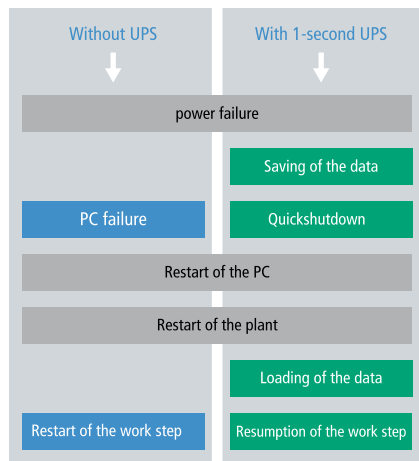 Without UPS
With 1-second UPS
power failure
Saving of the data
PC failure
Quickshutdown
Restart of the PC
Restart of the plant
Loading of the data
Restart of the work step
Resumption of the work step